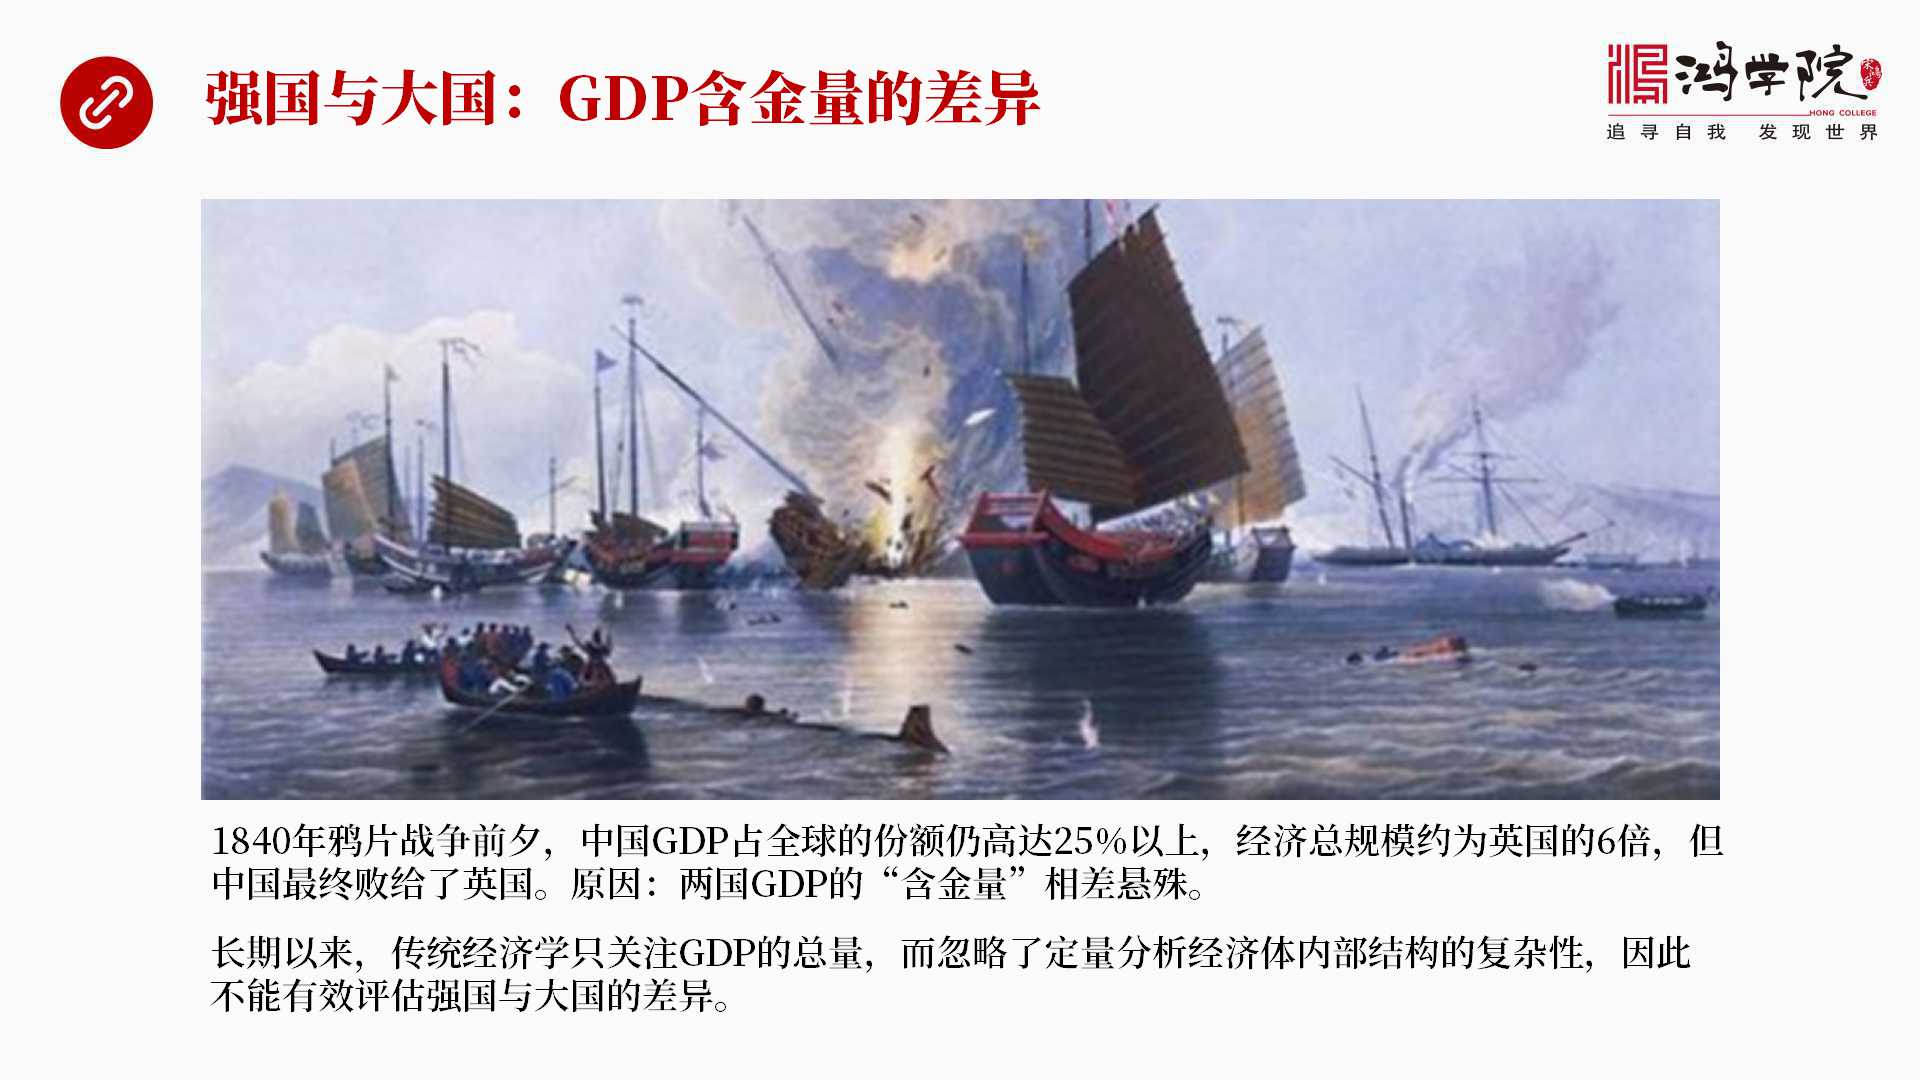 强国与大国：GDP含金量的差异
鸿学院
宋鸿兵
HONG COLLEGE
追寻自我 发现世界
1840年鸦片战争前夕，中国GDP占全球的份额仍高达25%以上，经济总规模约为英国的6倍，但
中国最终败给了英国。原因：两国GDP的“含金量”相差悬殊。
长期以来，传统经济学只关注GDP的总量，而忽略了定量分析经济体内部结构的复杂性，因此
不能有效评估强国与大国的差异。